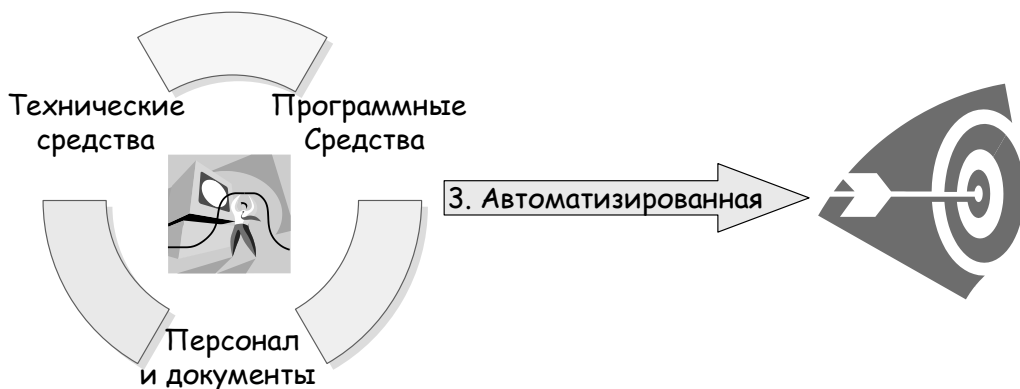 Технические
средства
Программные
Средства
3. Автоматизированная
Персонал
и документы